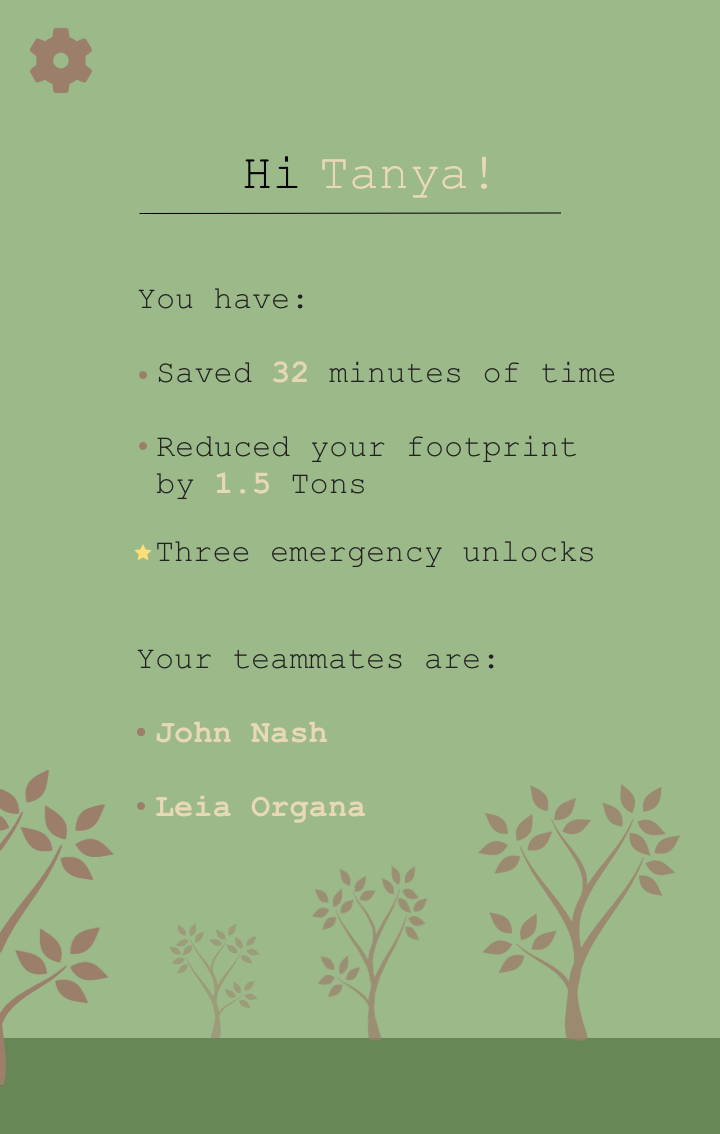 Hi Tanya!
You have:
• Saved 32 minutes of time
• Reduced your footprint
by 1.5 Tons
Three emergency unlocks
Your teammates are:
• John Nash
• Leia Organa